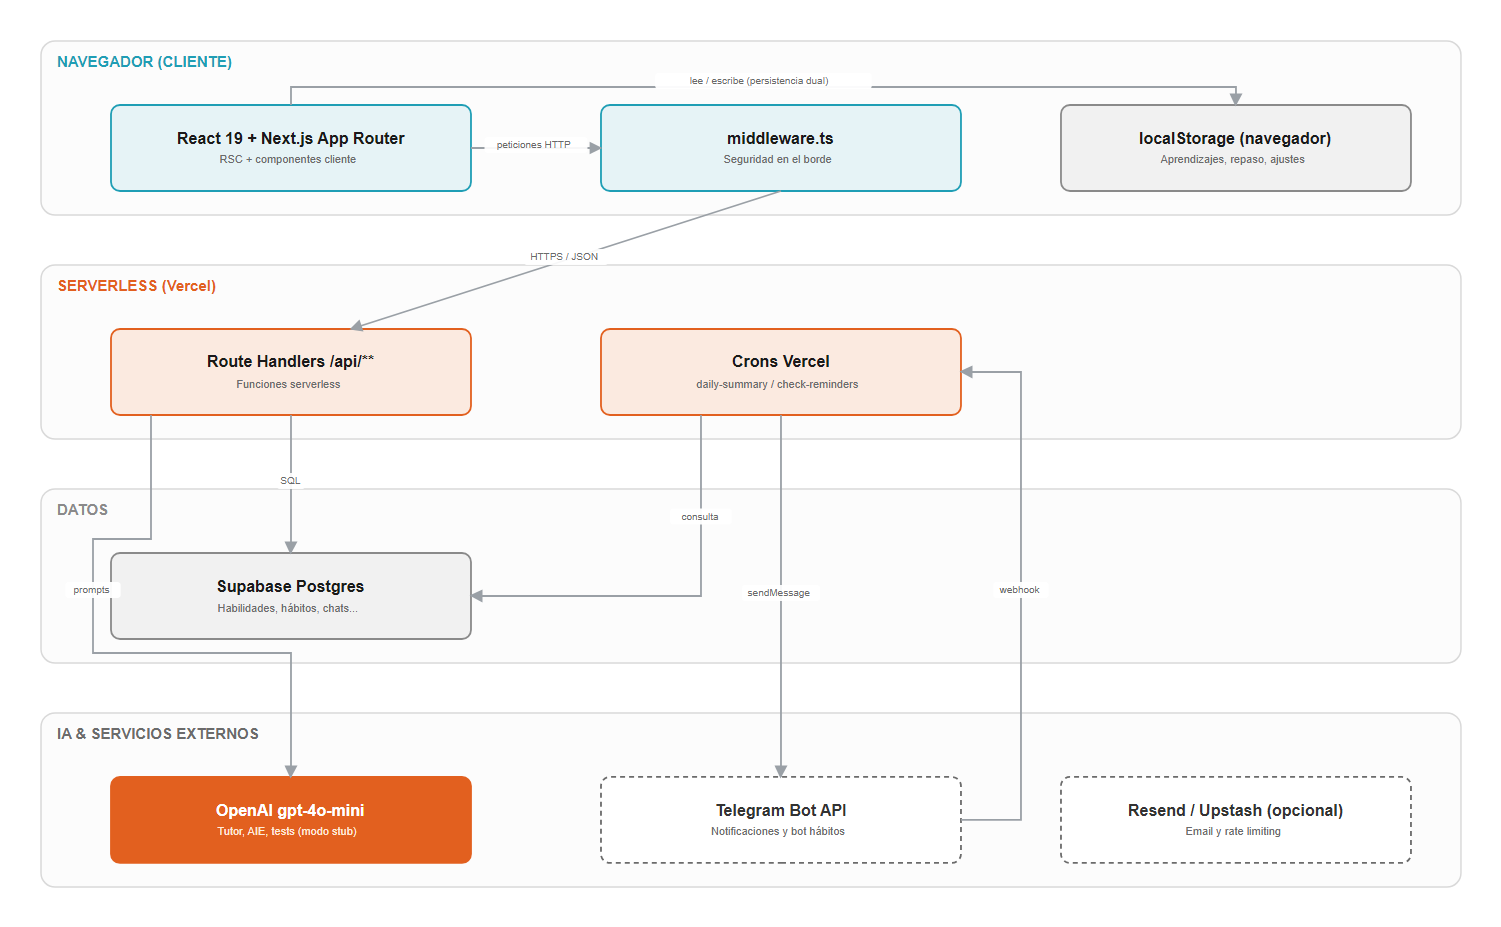 NAVEGADOR (CLIENTE)
lee / escribe (persistencia dual)
React 19 + Next.js App Router
RSC + componentes cliente
peticiones HTTP
middleware.ts
Seguridad en el borde
localStorage (navegador)
Aprendizajes, repaso, ajustes
HTTPS / JSON
SERVERLESS (Vercel)
Route Handlers /api/**
Funciones serverless
Crons Vercel
daily-summary / check-reminders
SQL
DATOS
consulta
Supabase Postgres
Habilidades, hábitos, chats...
prompts
sendMessage
webhook
IA & SERVICIOS EXTERNOS
OpenAI gpt-4o-mini
Tutor, AIE, tests (modo stub)
Telegram Bot API
Notificaciones y bot hábitos
Resend / Upstash (opcional)
Email y rate limiting